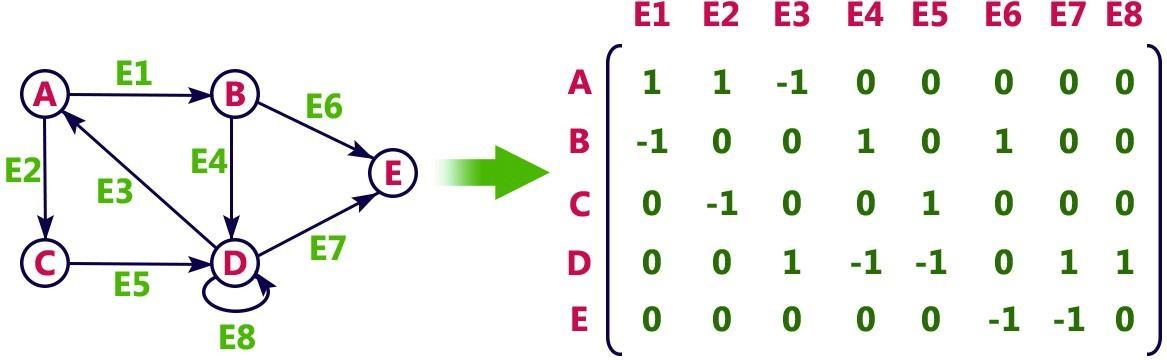 E1 E2 E3 E4 E5 E6 E7 E8
A 1 1 -1 0 0 0 0 0
B -1 0 0 1 0 1 0 0
C 0 -1 0 0 1 0 0 0
D 0 0 1 -1 -1 0 1 1
E 0 0 0 0 0 -1 -1 0
E1
A B
E6
E2 E3 E4
E
E7
C D
E5
E8